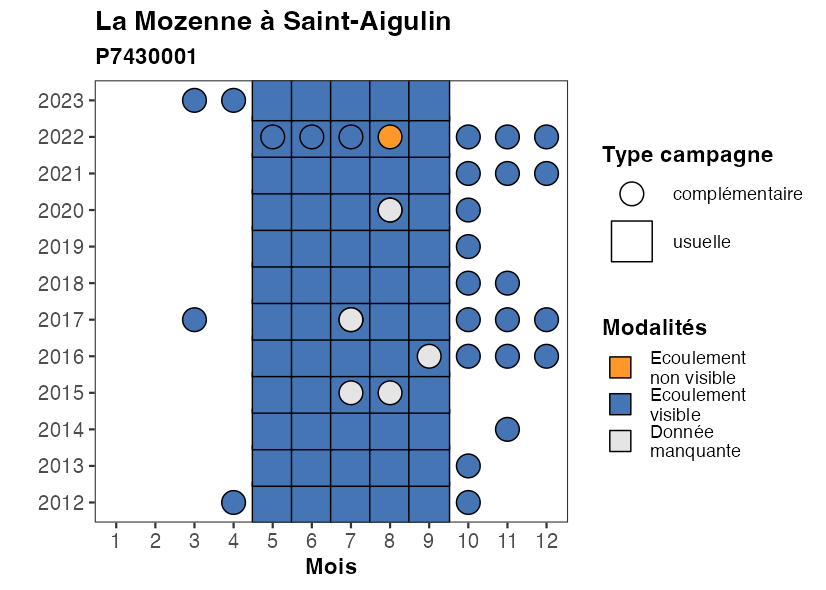 La Mozenne à Saint-Aigulin
P7430001
2023
2022
2021
2020
2019
2018
2017
2016
2015
2014
2013
2012
1 2 3 4 5 6 7 8 9 10 11 12
Mois
Type campagne
complémentaire
usuelle
Modalités
Ecoulement
non visible
Ecoulement
visible
Donnée
manquante